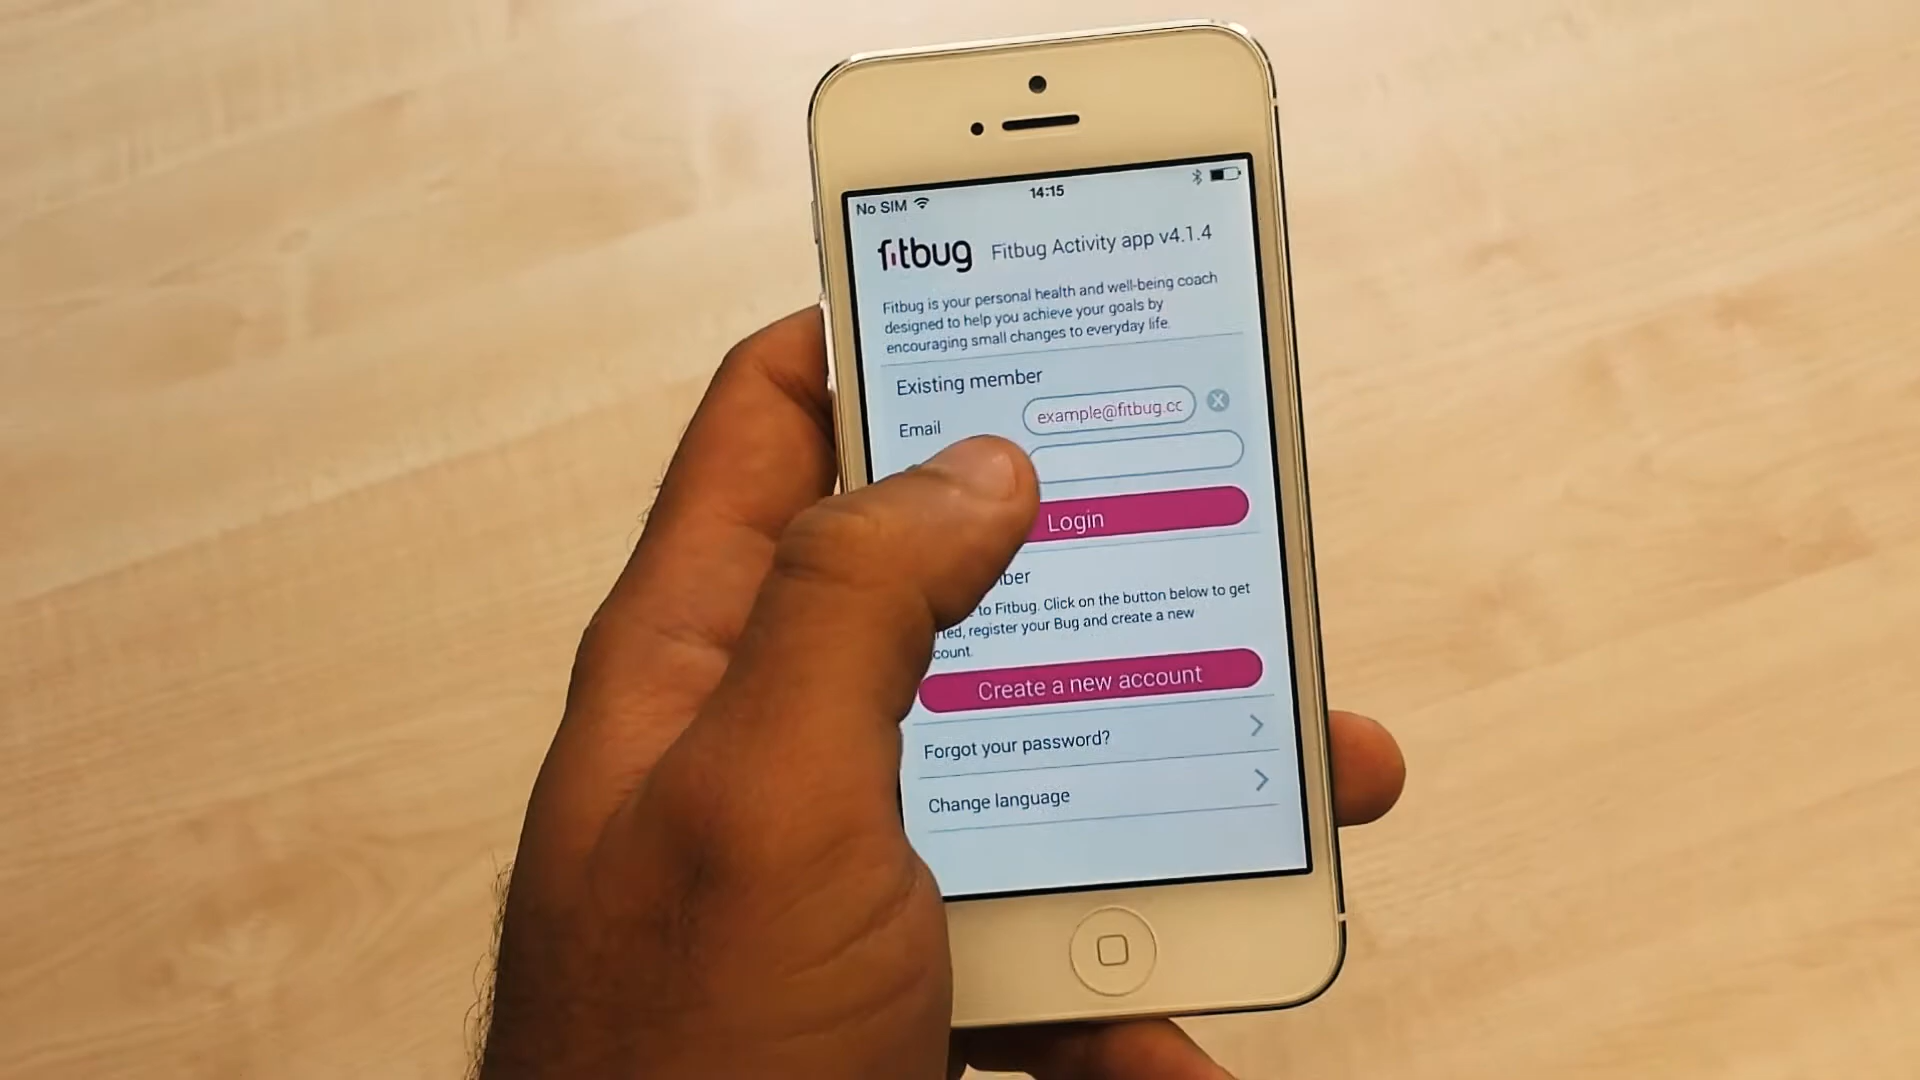 No SIM 14:15
fitbug Fitbug Activity app v4.1.4
Fitbug is your personal health and well-being coach
designed to help you achieve your goals by
encouraging small changes to everyday life.
Existing member
Email example@fitbug.cc
Login
to Fitbug. Click on the button below to get
register your Bug and create a new
Create a new account
Forgot your password?
Change language